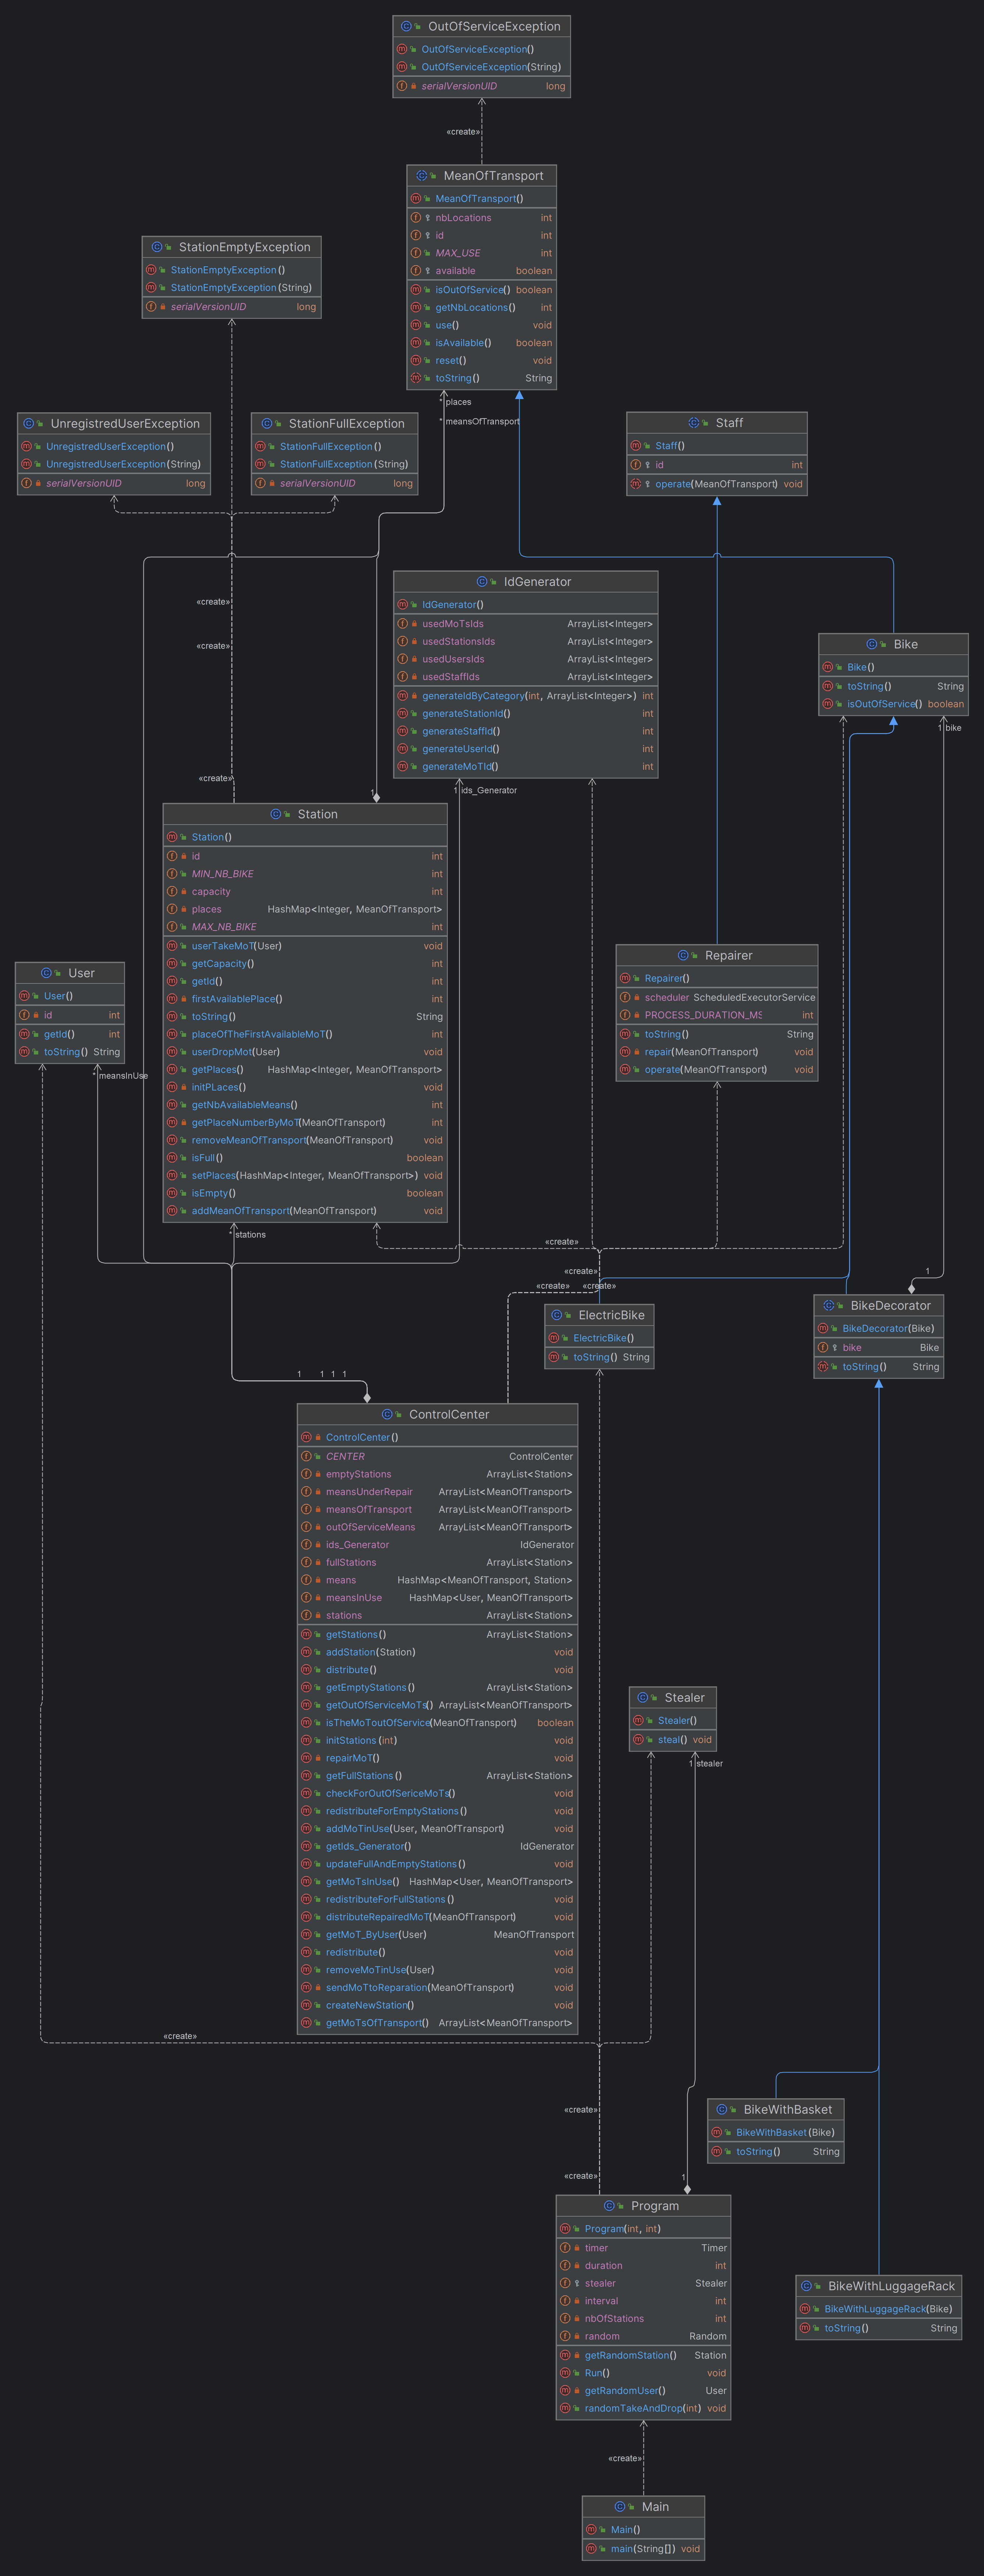 OutOfServiceException
OutOfServiceException()
OutOfServiceException(String)
serialVersionUID long
«create»
MeanOfTransport
MeanOfTransport()
nbLocations int
id int
MAX_USE int
available boolean
isOutOfService() boolean
getNbLocations() int
use() void
isAvailable() boolean
reset() void
toString() String
* places
* meansOfTransport
StationEmptyException
StationEmptyException()
StationEmptyException(String)
serialVersionUID long
UnregistredUserException
UnregistredUserException()
UnregistredUserException(String)
serialVersionUID long
StationFullException
StationFullException()
StationFullException(String)
serialVersionUID long
Staff
Staff()
id int
operate(MeanOfTransport) void
«create»
«create»
«create»
IdGenerator
IdGenerator()
usedMoTsIds ArrayList<Integer>
usedStationsIds ArrayList<Integer>
usedUsersIds ArrayList<Integer>
usedStaffIds ArrayList<Integer>
generateIdByCategory(int, ArrayList<Integer>) int
generateStationId() int
generateStaffId() int
generateUserId() int
generateMoTId() int
1 ids_Generator
Bike
Bike()
toString() String
isOutOfService() boolean
1 bike
1
Station
Station()
id int
MIN_NB_BIKE int
capacity int
places HashMap<Integer, MeanOfTransport>
MAX_NB_BIKE int
userTakeMoT(User) void
getCapacity() int
getId() int
firstAvailablePlace() int
toString() String
placeOfTheFirstAvailableMoT() int
userDropMot(User) void
getPlaces() HashMap<Integer, MeanOfTransport>
initPLaces() void
getNbAvailableMeans() int
getPlaceNumberByMoT(MeanOfTransport) int
removeMeanOfTransport(MeanOfTransport) void
isFull() boolean
setPlaces(HashMap<Integer, MeanOfTransport>) void
isEmpty() boolean
addMeanOfTransport(MeanOfTransport) void
* stations
User
User()
id int
getId() int
toString() String
* meansInUse
Repairer
Repairer()
scheduler ScheduledExecutorService
PROCESS_DURATION_MS int
toString() String
repair(MeanOfTransport) void
operate(MeanOfTransport) void
«create»
«create»
«create»
«create»
1
ElectricBike
ElectricBike()
toString() String
BikeDecorator
BikeDecorator(Bike)
bike Bike
toString() String
1 1 1 1
ControlCenter
ControlCenter()
CENTER ControlCenter
emptyStations ArrayList<Station>
meansUnderRepair ArrayList<MeanOfTransport>
meansOfTransport ArrayList<MeanOfTransport>
outOfServiceMeans ArrayList<MeanOfTransport>
ids_Generator IdGenerator
fullStations ArrayList<Station>
means HashMap<MeanOfTransport, Station>
meansInUse HashMap<User, MeanOfTransport>
stations ArrayList<Station>
getStations() ArrayList<Station>
addStation(Station) void
distribute() void
getEmptyStations() ArrayList<Station>
getOutOfServiceMoTs() ArrayList<MeanOfTransport>
isTheMoToutOfService(MeanOfTransport) boolean
initStations(int) void
repairMoT() void
getFullStations() ArrayList<Station>
checkForOutOfSericeMoTs() void
redistributeForEmptyStations() void
addMoTinUse(User, MeanOfTransport) void
getIds_Generator() IdGenerator
updateFullAndEmptyStations() void
getMoTsInUse() HashMap<User, MeanOfTransport>
redistributeForFullStations() void
distributeRepairedMoT(MeanOfTransport) void
getMoT_ByUser(User) MeanOfTransport
redistribute() void
removeMoTinUse(User) void
sendMoTtoReparation(MeanOfTransport) void
createNewStation() void
getMoTsOfTransport() ArrayList<MeanOfTransport>
Stealer
Stealer()
steal() void
1 stealer
«create»
«create»
«create»
1
BikeWithBasket
BikeWithBasket(Bike)
toString() String
Program
Program(int, int)
timer Timer
duration int
stealer Stealer
interval int
nbOfStations int
random Random
getRandomStation() Station
Run() void
getRandomUser() User
randomTakeAndDrop(int) void
BikeWithLuggageRack
BikeWithLuggageRack(Bike)
toString() String
«create»
Main
Main()
main(String[]) void